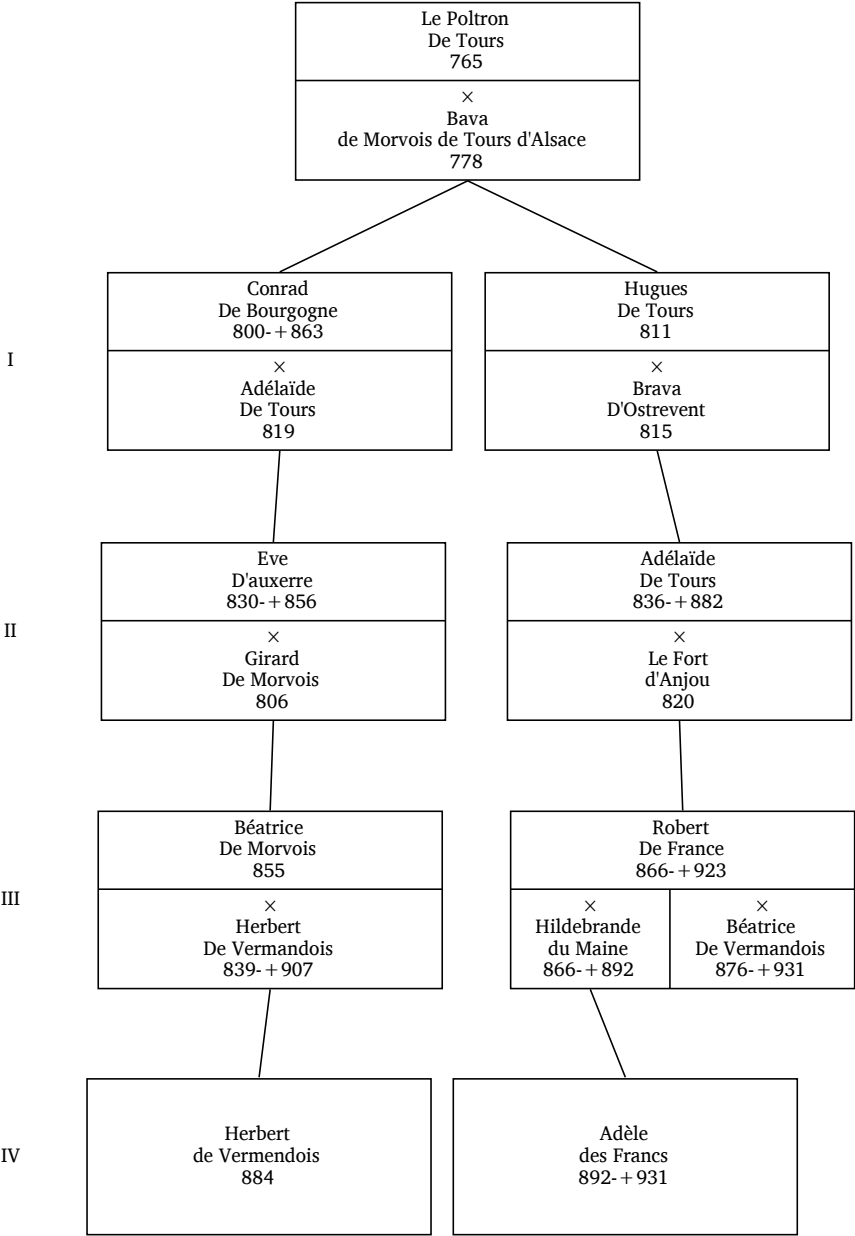 Le Poltron
De Tours
765
×
Bava
de Morvois de Tours d'Alsace
778
I
Conrad
De Bourgogne
800-+863
×
Adélaïde
De Tours
819
Hugues
De Tours
811
×
Brava
D'Ostrevent
815
II
Eve
D'auxerre
830-+856
×
Girard
De Morvois
806
Adélaïde
De Tours
836-+882
×
Le Fort
d'Anjou
820
III
Béatrice
De Morvois
855
×
Herbert
De Vermandois
839-+907
Robert
De France
866-+923
×
Hildebrande
du Maine
866-+892
×
Béatrice
De Vermandois
876-+931
IV
Herbert
de Vermendois
884
Adèle
des Francs
892-+931